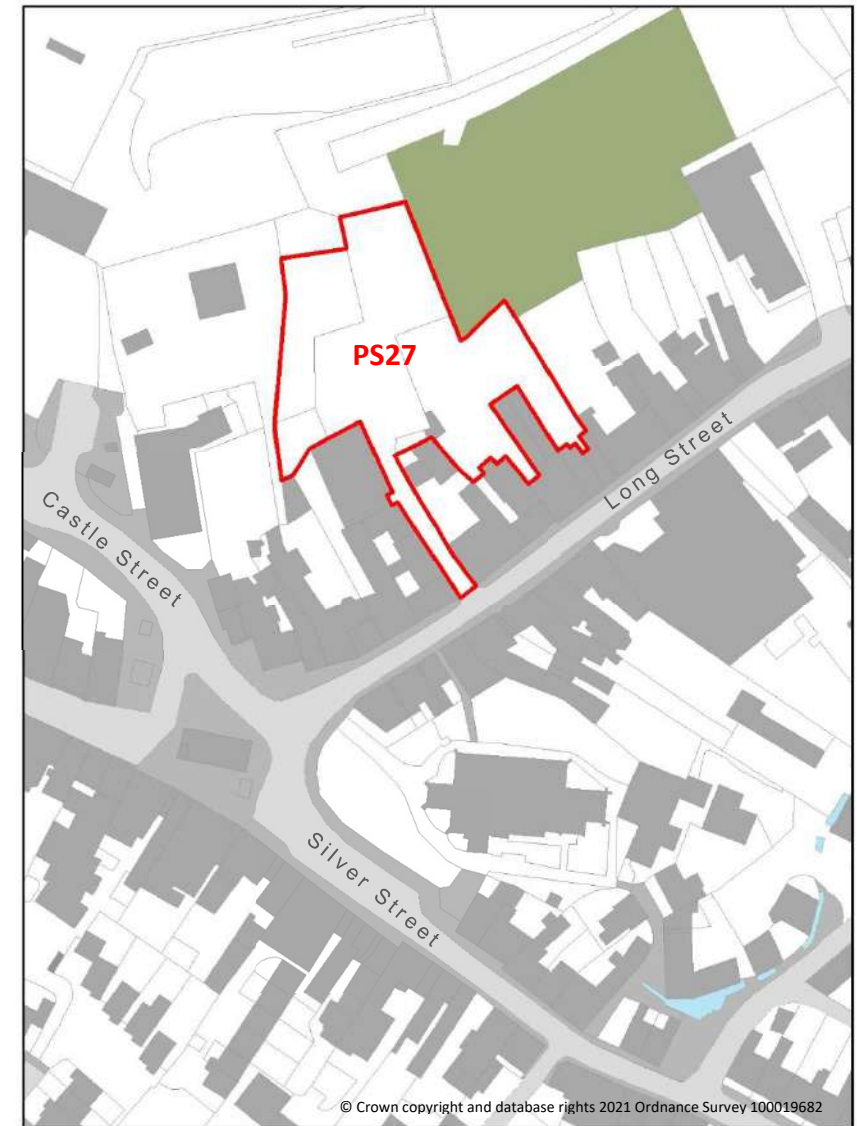 PS27
Long Street
Castle Street
Silver Street
© Crown copyright and database rights 2021 Ordnance Survey 100019682